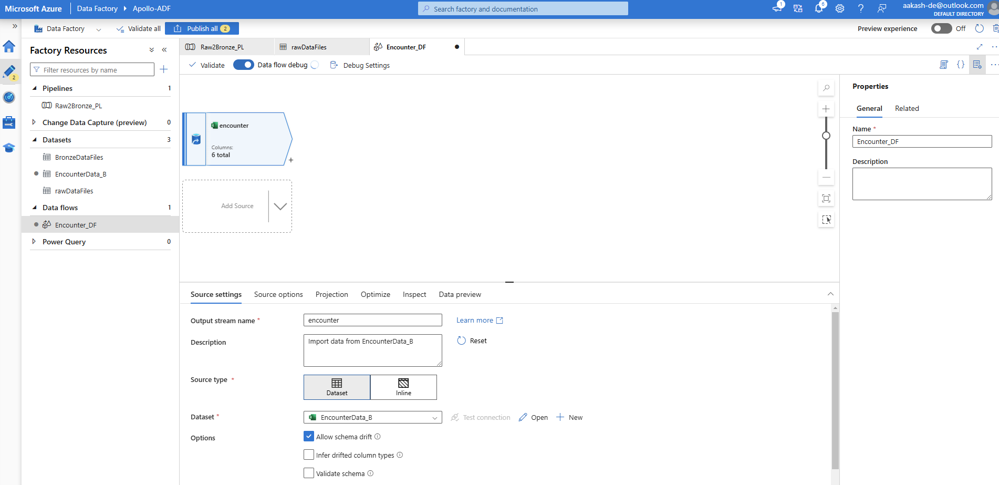 Microsoft Azure
Data Factory
Apollo-ADF
Search factory and documentation
1
6
aakash-de@outlook.com
DEFAULT DIRECTORY
Data Factory
Validate all
Publish all 2
Preview experience
Off
2
Factory Resources
Filter resources by name
Pipelines 1
Raw2Bronze_PL
Change Data Capture (preview) 0
Datasets 3
BronzeDataFiles
EncounterData_B
rawDataFiles
Data flows 1
Encounter_DF
Power Query 0
Raw2Bronze_PL
rawDataFiles
Encounter_DF
Validate
Data flow debug
Debug Settings
encounter
Columns:
6 total
Add Source
Source settings
Source options
Projection
Optimize
Inspect
Data preview
Output stream name *
encounter
Learn more
Description
Import data from EncounterData_B
Reset
Source type *
Dataset
Inline
Dataset *
EncounterData_B
Test connection
Open
New
Options
Allow schema drift
Infer drifted column types
Validate schema
Properties
General
Related
Name *
Encounter_DF
Description